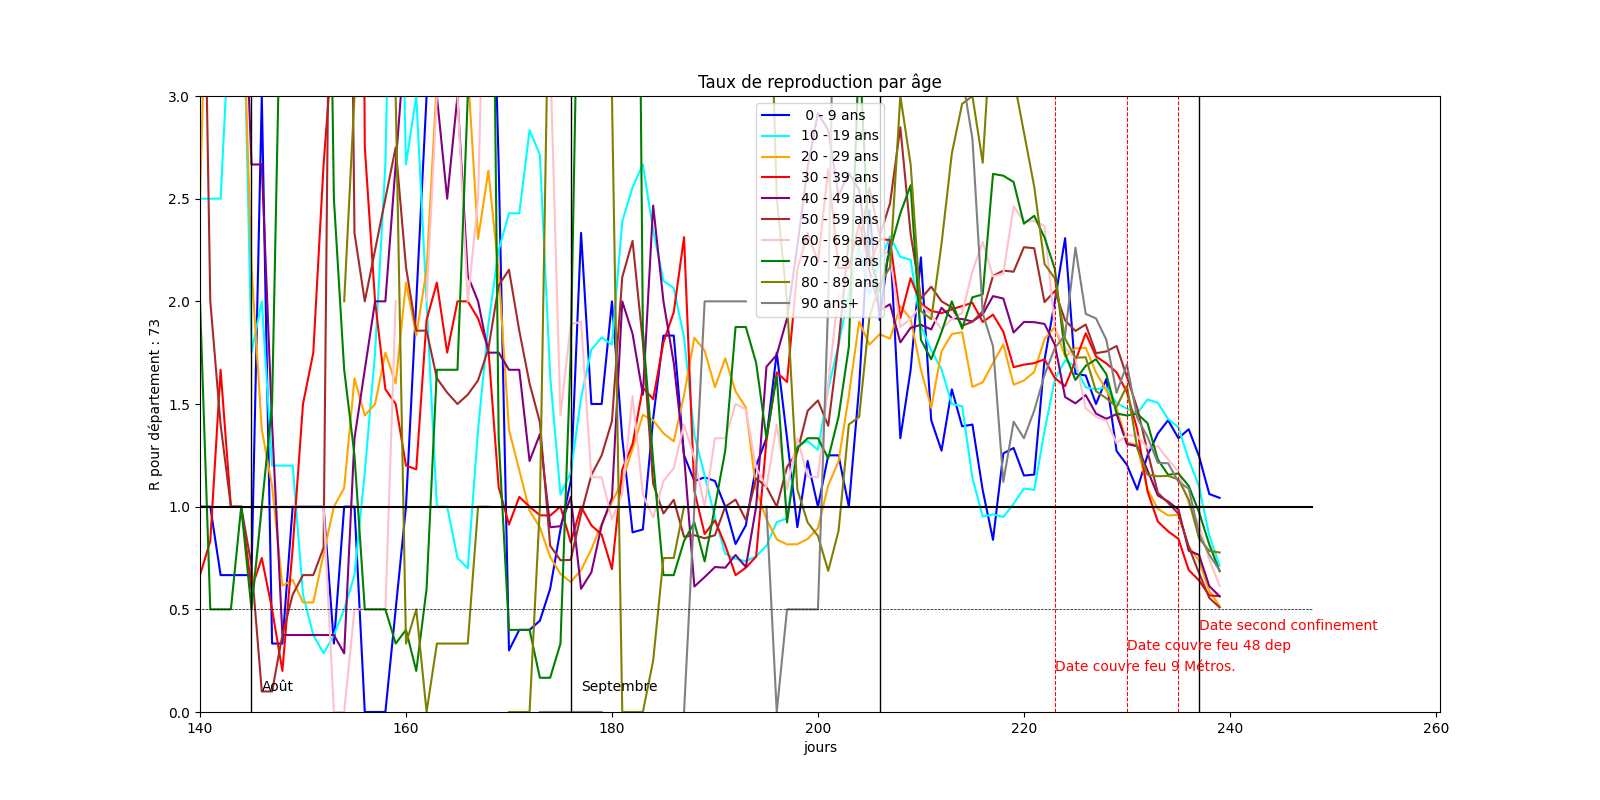 Taux de reproduction par âge
R pour département : 73
3.0
2.5
2.0
1.5
1.0
0.5
0.0
0 - 9 ans
10 - 19 ans
20 - 29 ans
30 - 39 ans
40 - 49 ans
50 - 59 ans
60 - 69 ans
70 - 79 ans
80 - 89 ans
90 ans+
Date second confinement
Date couvre feu 48 dep
Date couvre feu 9 Métros.
Août
Septembre
140
160
180
200
220
240
260
jours